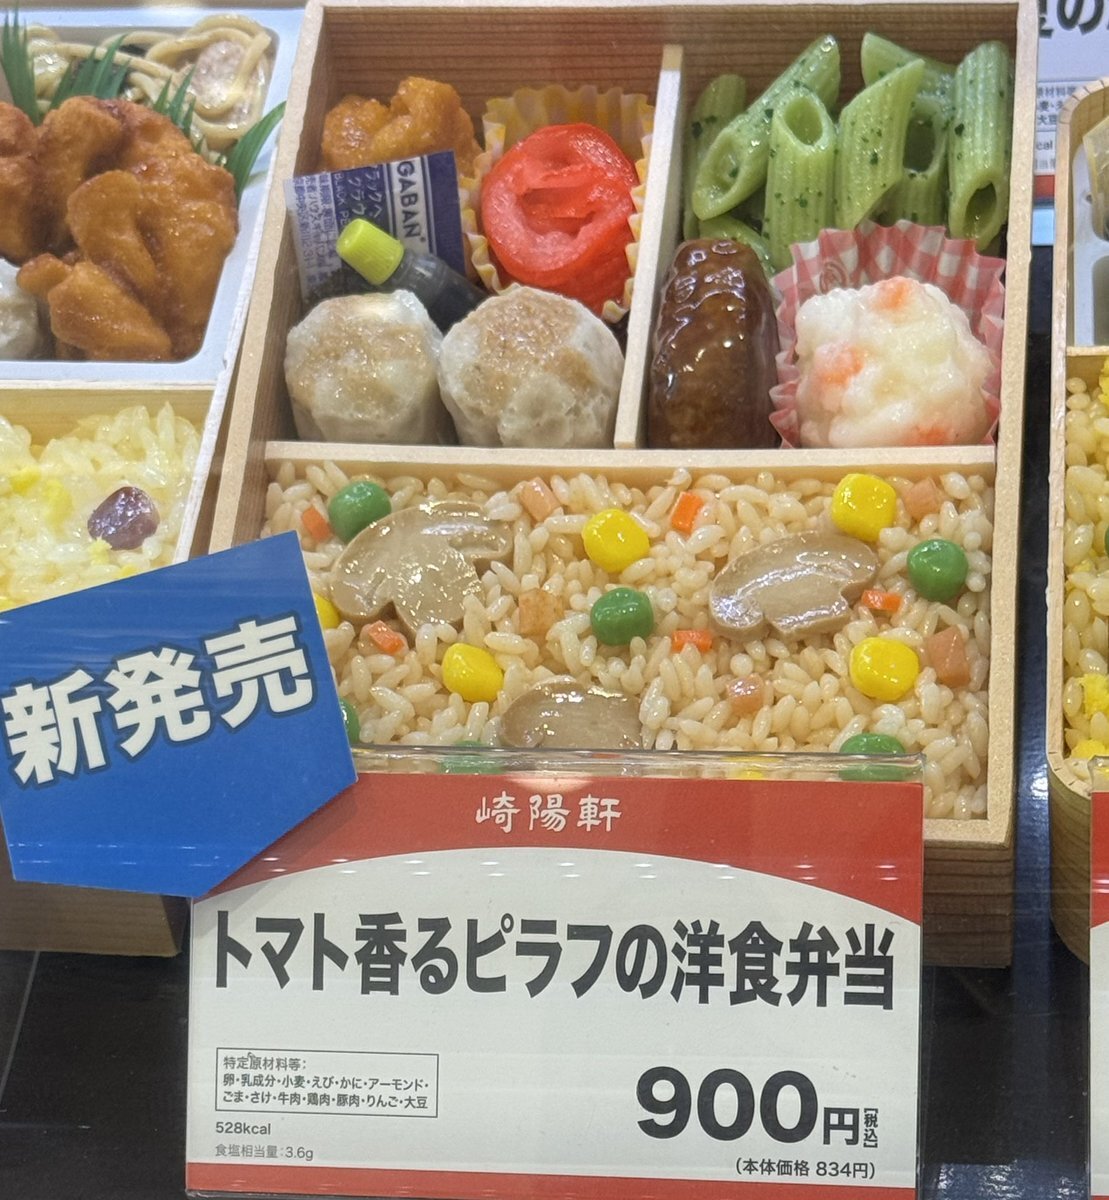 GABAN
新発売
崎陽軒
トマト香るピラフの洋食弁当
特定原材料等:
卵・乳成分・小麦・えび・かに・アーモンド・
ごま・さけ・牛肉・鶏肉・豚肉・りんご・大豆
528kcal
食塩相当量:3.6g
900円[税込]
(本体価格 834円)